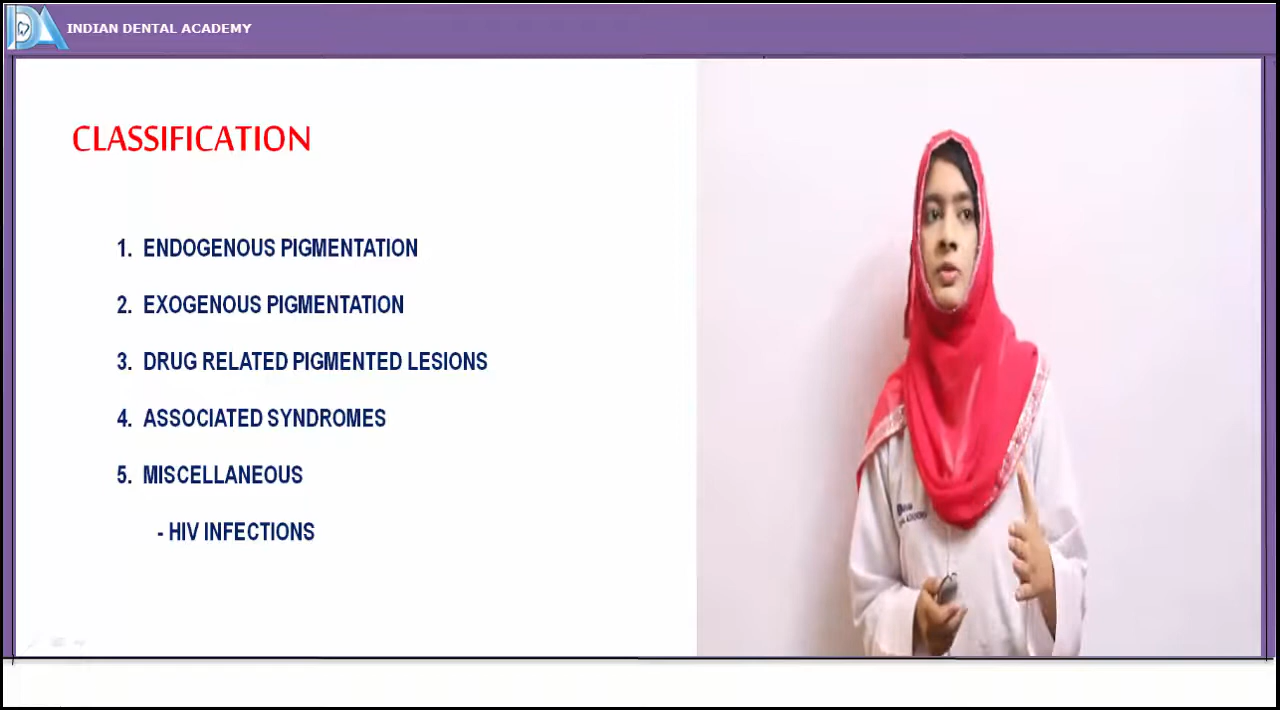 INDIAN DENTAL ACADEMY
CLASSIFICATION
1. ENDOGENOUS PIGMENTATION
2. EXOGENOUS PIGMENTATION
3. DRUG RELATED PIGMENTED LESIONS
4. ASSOCIATED SYNDROMES
5. MISCELLANEOUS
- HIV INFECTIONS